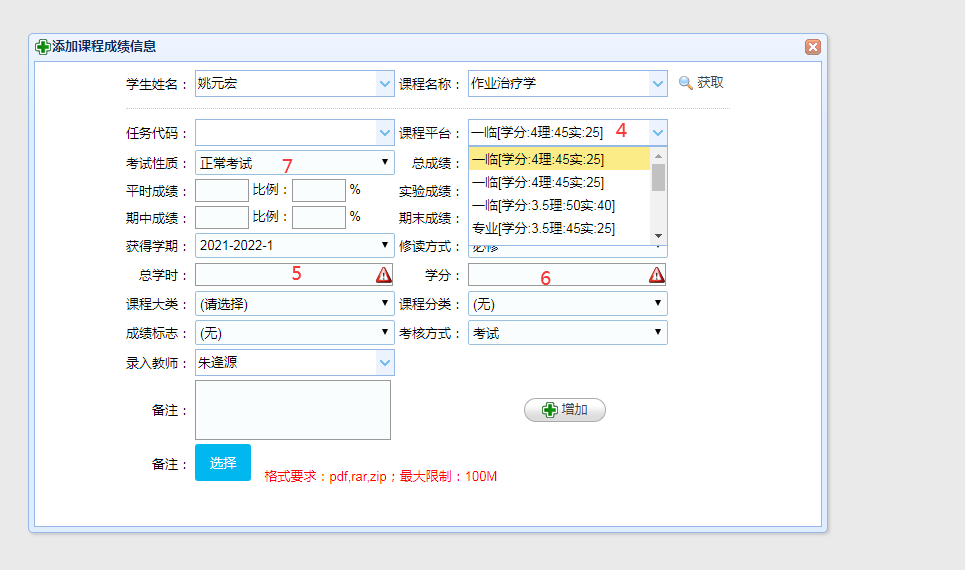 添加课程成绩信息
学生姓名： 姚元宏 课程名称： 作业治疗学 获取
任务代码： 课程平台： 一临[学分:4理:45实:25] 4
考试性质： 正常考试 7 总成绩： 一临[学分:4理:45实:25]
平时成绩： 比例： % 实验成绩： 一临[学分:4理:45实:25]
一临[学分:3.5理:50实:40]
期中成绩： 比例： % 期末成绩： 专业[学分:3.5理:45实:25]
获得学期： 2021-2022-1 修读方式： 必修
总学时： 5 学分： 6
课程大类： (请选择) 课程分类： (无)
成绩标志： (无) 考核方式： 考试
录入教师： 朱逢源
备注： 增加
备注： 选择 格式要求：pdf,rar,zip；最大限制：100M